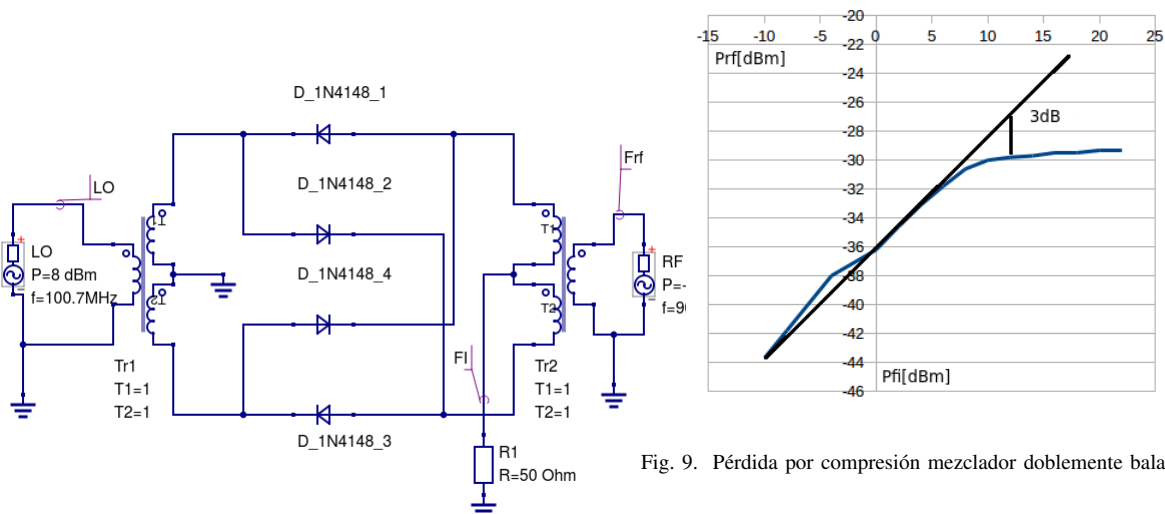 D_1N4148_1
D_1N4148_2
D_1N4148_4
D_1N4148_3
LO
LO
P=8 dBm
f=100.7MHz
T1
T2
Tr1
T1=1
T2=1
FI
R1
R=50 Ohm
T1
T2
Tr2
T1=1
T2=1
Frf
RF
P=-
f=9
-20
-22
-24
-26
-28
-30
-32
-34
-36
-38
-40
-42
-44
-46
-15 -10 -5 0 5 10 15 20 25
Prf[dBm]
3dB
Pfi[dBm]
Fig. 9. Pérdida por compresión mezclador doblemente bala